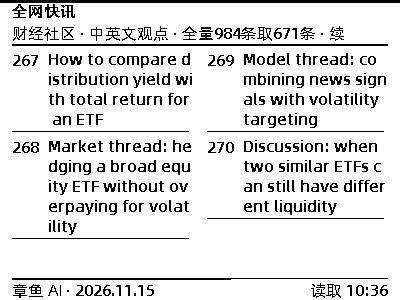 全网快讯
财经社区 · 中英文观点 · 全量984条取671条 · 续
267 How to compare d
istribution yield wi
th total return for
an ETF
268 Market thread: he
dging a broad equ
ity ETF without ov
erpaying for volat
ility
269 Model thread: co
mbining news sign
als with volatility
targeting
270 Discussion: when
two similar ETFs c
an still have differ
ent liquidity
章鱼 AI · 2026.11.15
读取 10:36